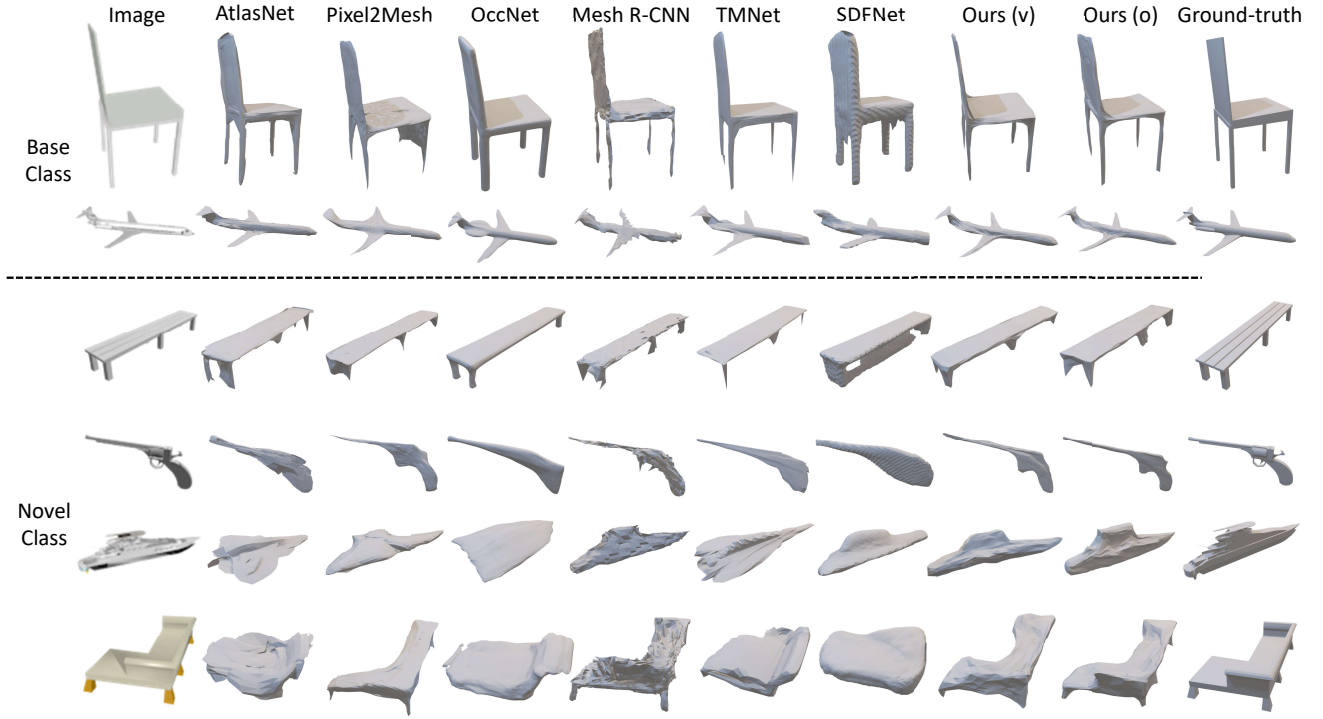 Image AtlasNet Pixel2Mesh OccNet Mesh R-CNN TMNet SDFNet Ours (v) Ours (o) Ground-truth
Base
Class
Novel
Class